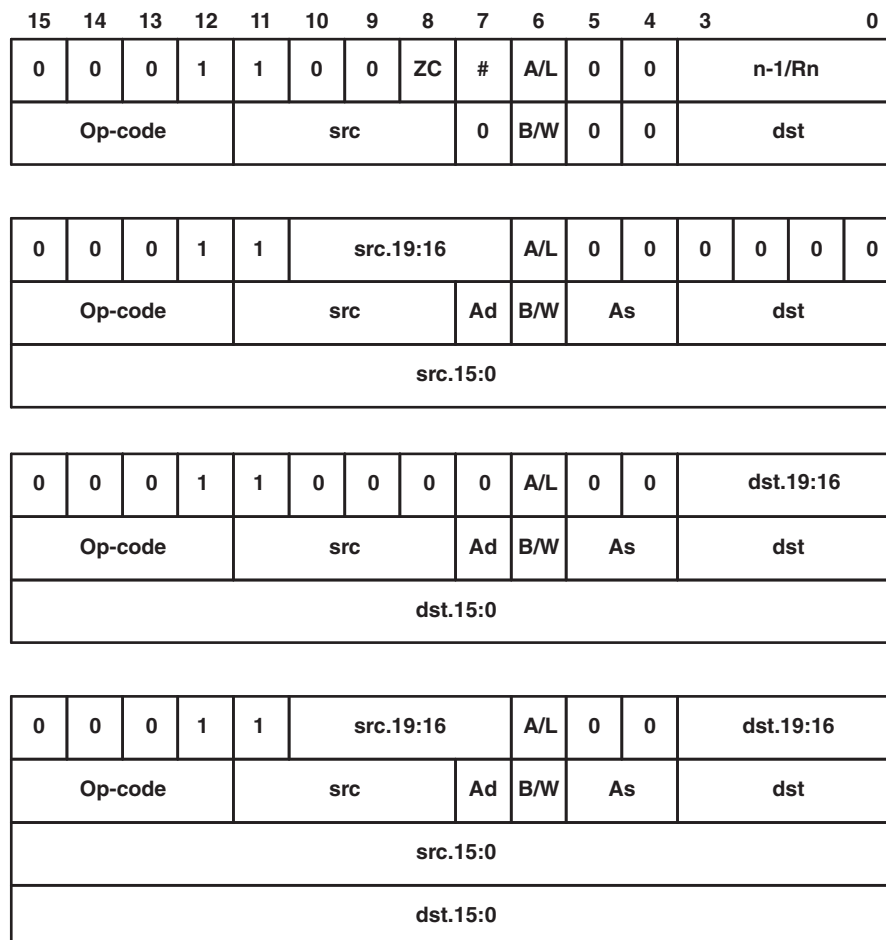 15 14 13 12 11 10 9 8 7 6 5 4 3 0
0 0 0 1 1 0 0 ZC # A/L 0 0 n-1/Rn
Op-code src 0 B/W 0 0 dst
0 0 0 1 1 src.19:16 A/L 0 0 0 0 0 0
Op-code src Ad B/W As dst
src.15:0
0 0 0 1 1 0 0 0 0 A/L 0 0 dst.19:16
Op-code src Ad B/W As dst
dst.15:0
0 0 0 1 1 src.19:16 A/L 0 0 dst.19:16
Op-code src Ad B/W As dst
src.15:0
dst.15:0